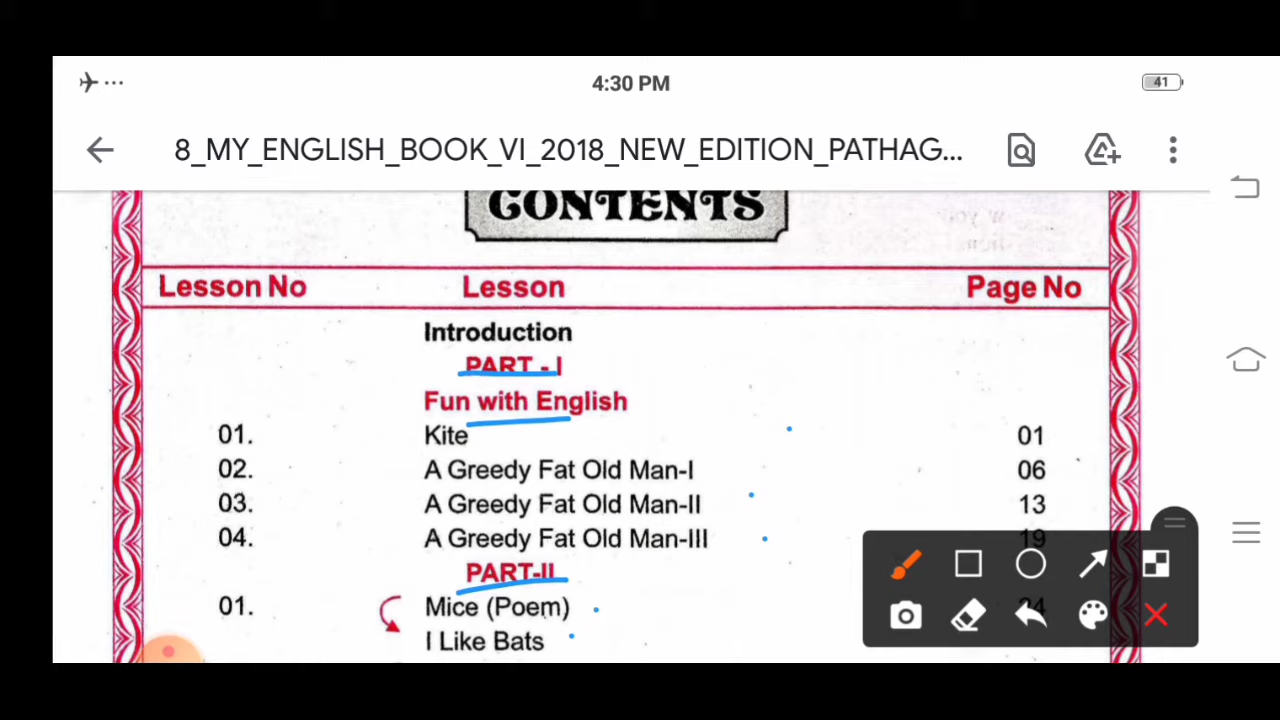 4:30 PM
41
8_MY_ENGLISH_BOOK_VI_2018_NEW_EDITION_PATHAG...
CONTENTS
Lesson No Lesson Page No
Introduction
PART - I
Fun with English
01. Kite 01
02. A Greedy Fat Old Man-I 06
03. A Greedy Fat Old Man-II 13
04. A Greedy Fat Old Man-III 19
PART-II
01. Mice (Poem) 24
I Like Bats